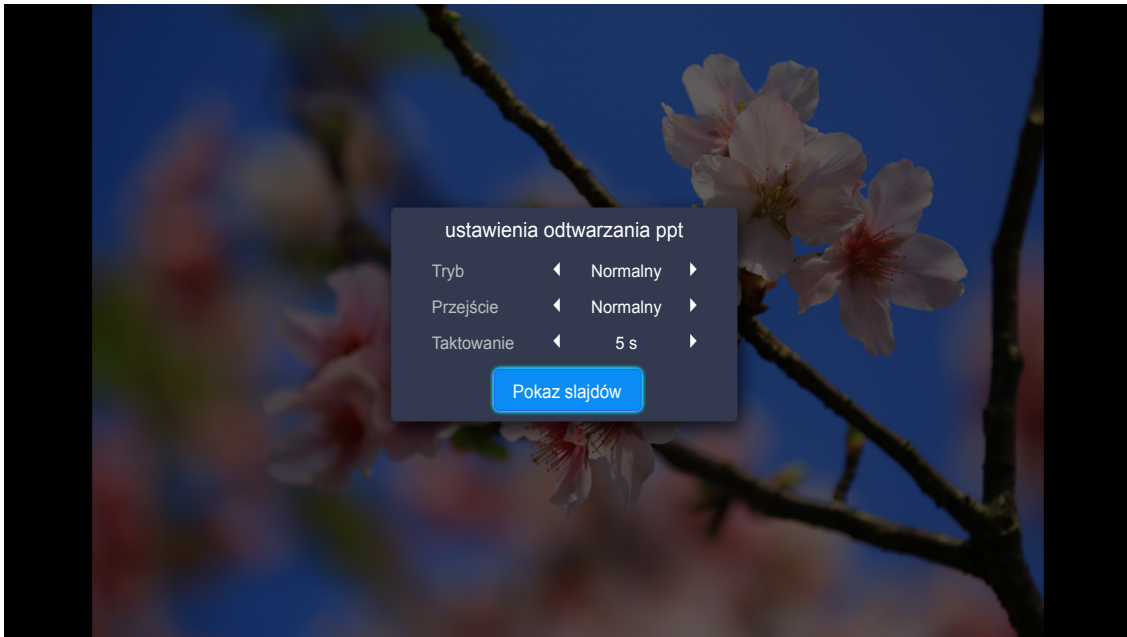 ustawienia odtwarzania ppt
Tryb Normalny
Przejście Normalny
Taktowanie 5 s
Pokaz slajdów